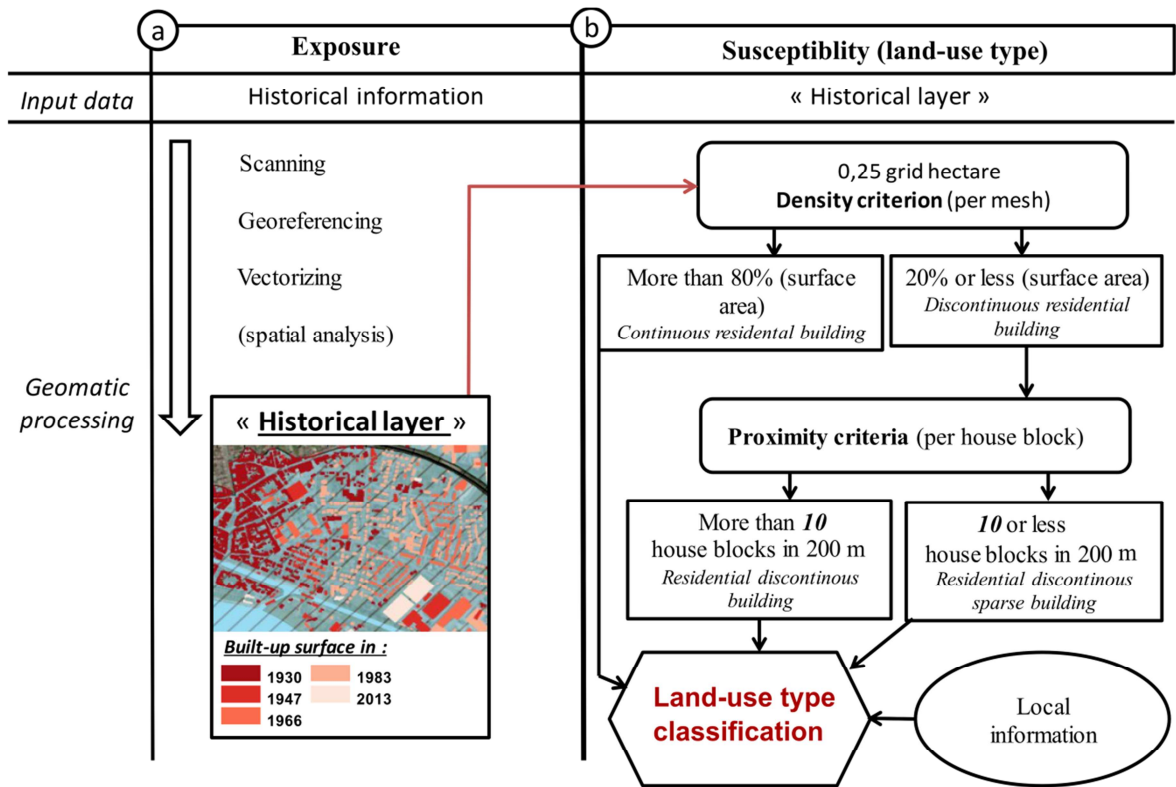 a
Exposure
b
Susceptiblity (land-use type)
Input data
Historical information
« Historical layer »
Geomatic
processing
Scanning
Georeferencing
Vectorizing
(spatial analysis)
« Historical layer »
Built-up surface in :
1930
1947
1966
1983
2013
0,25 grid hectare
Density criterion (per mesh)
More than 80% (surface
area)
Continuous residental building
20% or less (surface area)
Discontinuous residential
building
Proximity criteria (per house block)
More than 10
house blocks in 200 m
Residential discontinous
building
10 or less
house blocks in 200 m
Residential discontinous
sparse building
Land-use type
classification
Local
information